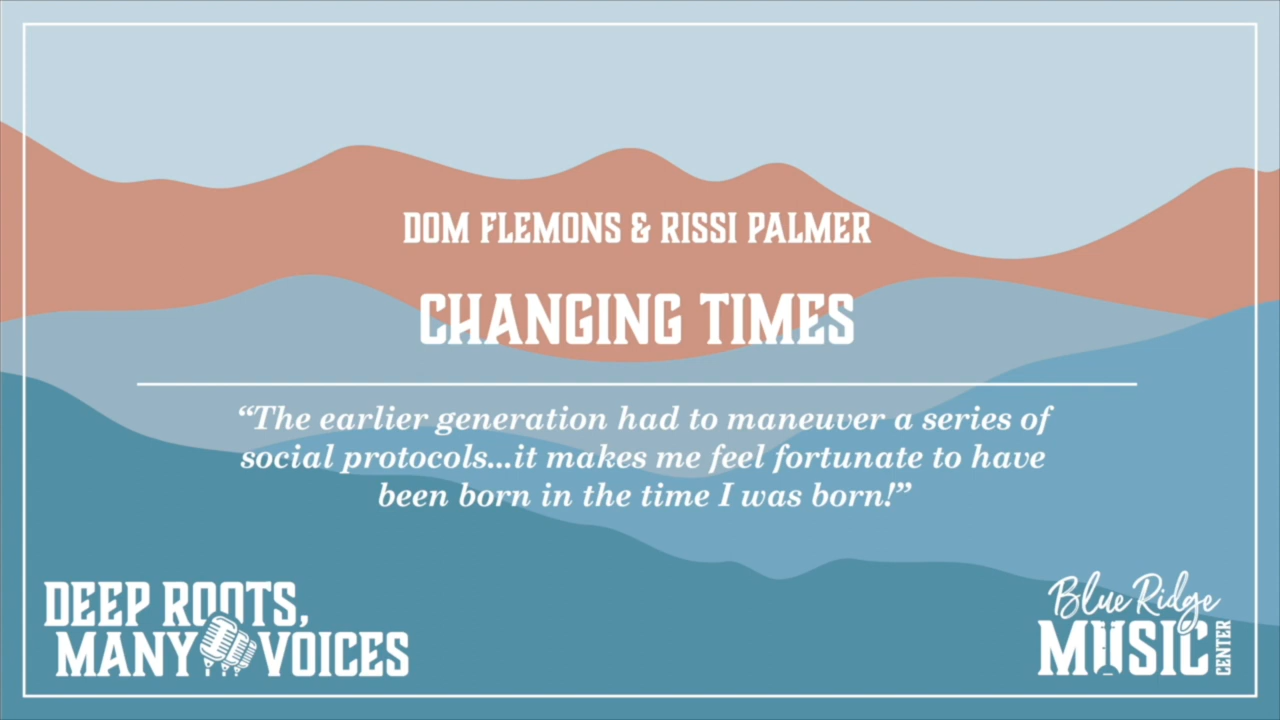 DOM FLEMONS & RISSI PALMER
CHANGING TIMES
“The earlier generation had to maneuver a series of
social protocols...it makes me feel fortunate to have
been born in the time I was born!”
DEEP ROOTS,
MANY VOICES
Blue Ridge
MUSIC
CENTER